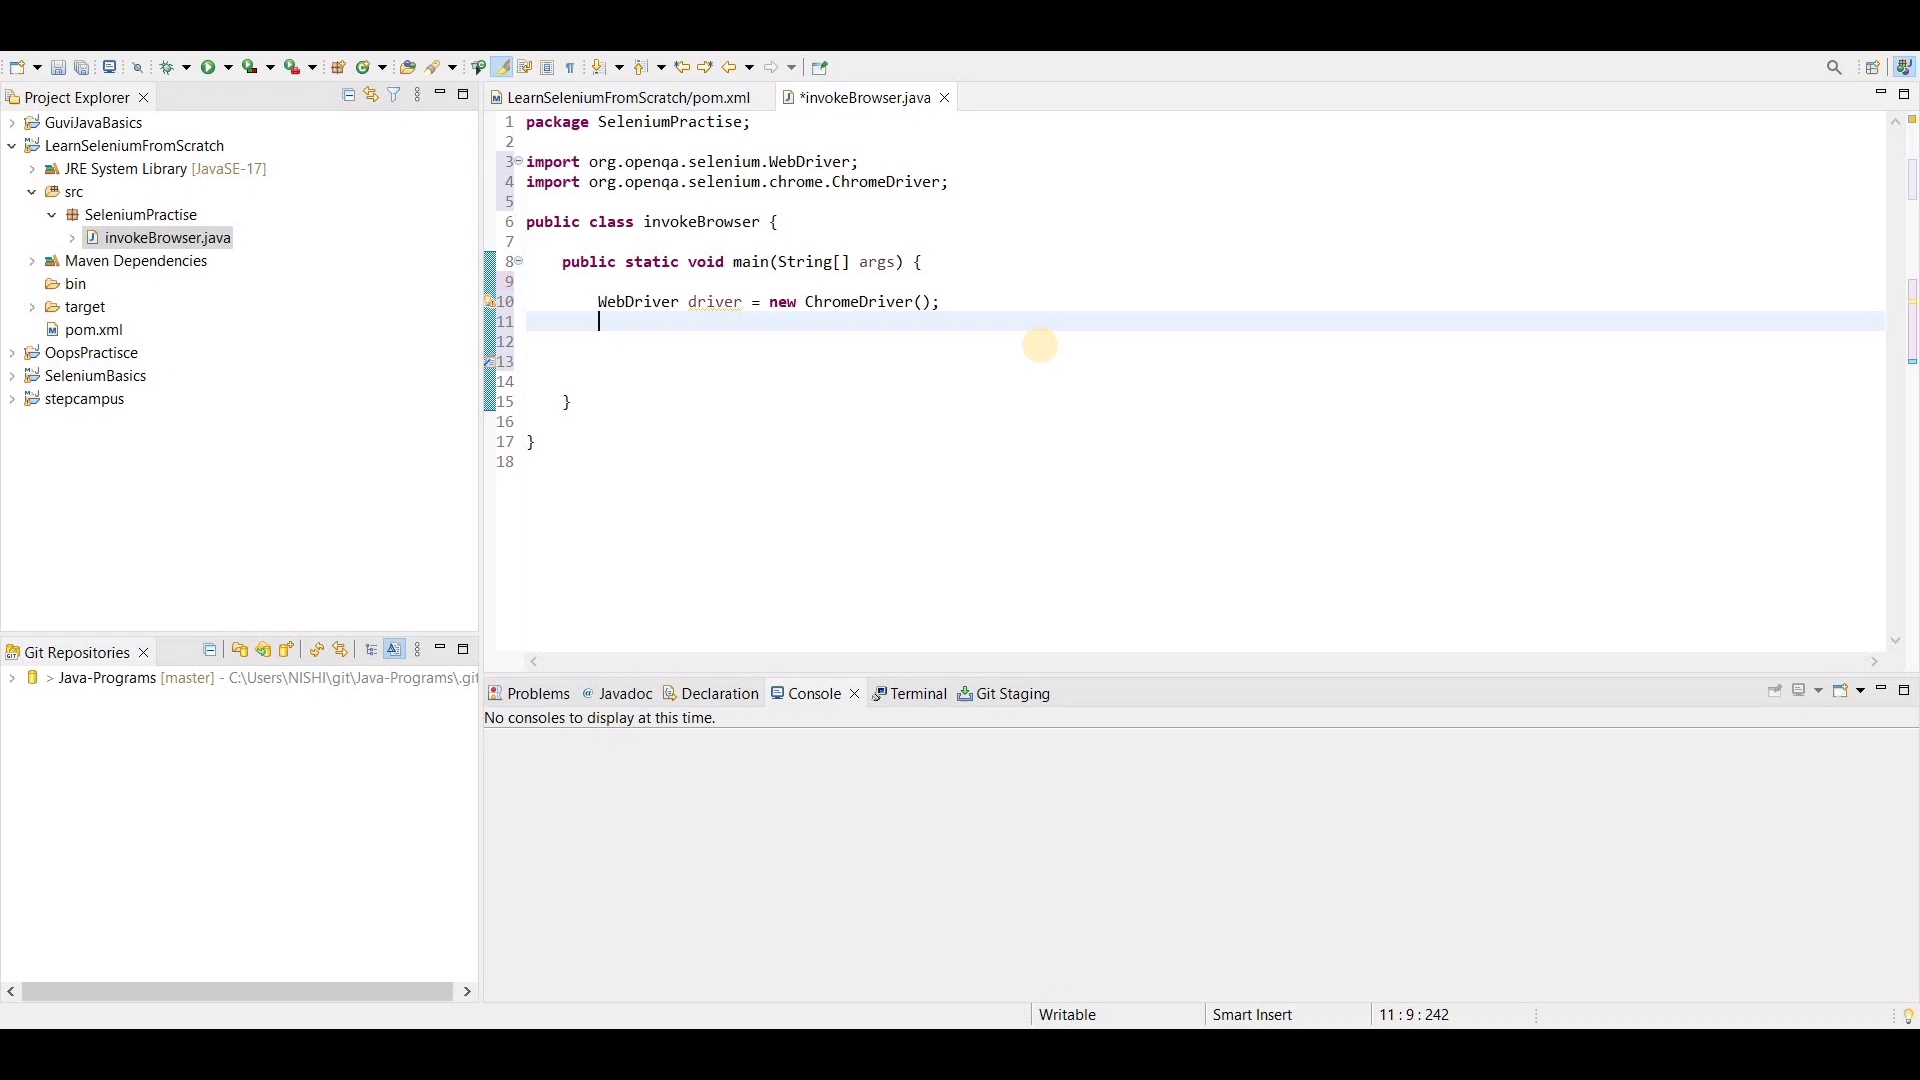 Project Explorer
GuviJavaBasics
LearnSeleniumFromScratch
JRE System Library [JavaSE-17]
src
SeleniumPractise
invokeBrowser.java
Maven Dependencies
bin
target
pom.xml
OopsPractisce
SeleniumBasics
stepcampus
Git Repositories
> Java-Programs [master] - C:\Users\NISHI\git\Java-Programs\.git
LearnSeleniumFromScratch/pom.xml
*invokeBrowser.java
1 package SeleniumPractise;
2
3 import org.openqa.selenium.WebDriver;
4 import org.openqa.selenium.chrome.ChromeDriver;
5
6 public class invokeBrowser {
7
8 public static void main(String[] args) {
9
10 WebDriver driver = new ChromeDriver();
11
12
13
14
15 }
16
17 }
18
Problems @ Javadoc Declaration Console Terminal Git Staging
No consoles to display at this time.
Writable Smart Insert 11 : 9 : 242